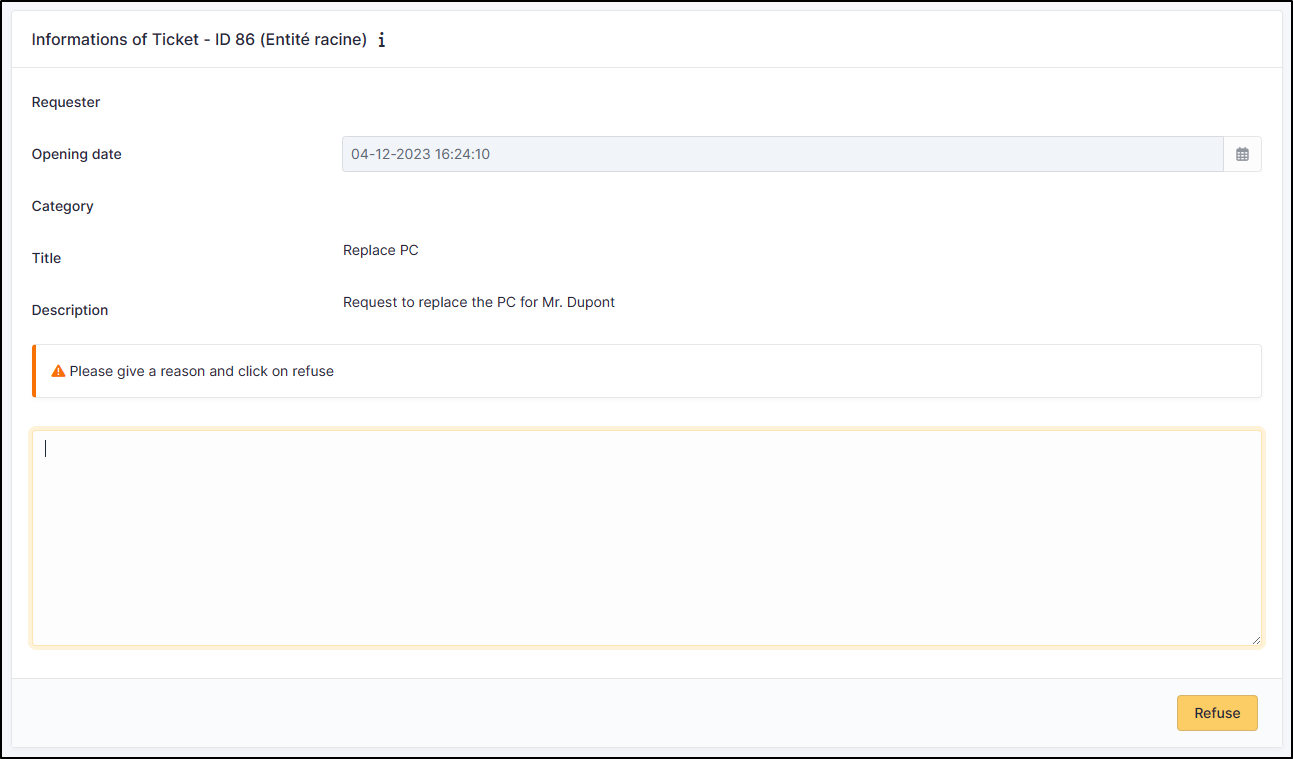 Informations of Ticket - ID 86 (Entité racine)
Requester
Opening date 04-12-2023 16:24:10
Category
Title Replace PC
Description Request to replace the PC for Mr. Dupont
Please give a reason and click on refuse
Refuse